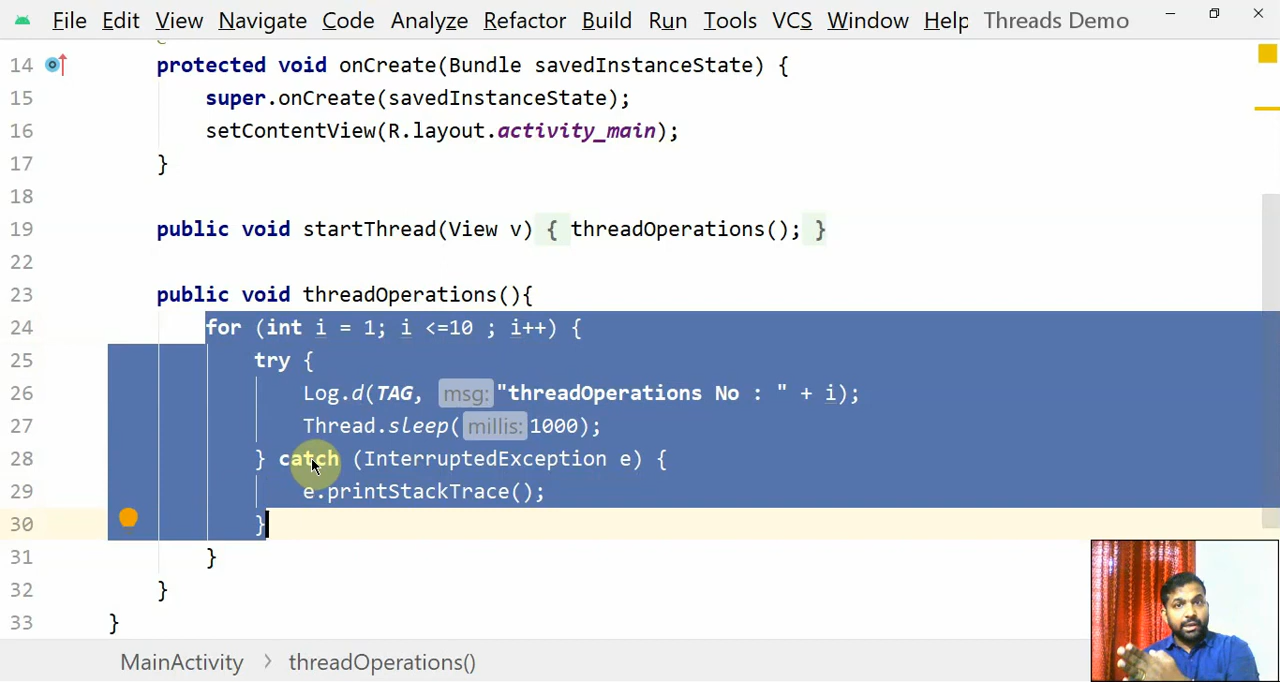 File Edit View Navigate Code Analyze Refactor Build Run Tools VCS Window Help Threads Demo
14 protected void onCreate(Bundle savedInstanceState) {
15 super.onCreate(savedInstanceState);
16 setContentView(R.layout.activity_main);
17 }
18
19 public void startThread(View v) { threadOperations(); }
22
23 public void threadOperations(){
24 for (int i = 1; i <=10 ; i++) {
25 try {
26 Log.d(TAG, msg: "threadOperations No : " + i);
27 Thread.sleep( millis: 1000);
28 } catch (InterruptedException e) {
29 e.printStackTrace();
30 }
31 }
32 }
33 }
MainActivity > threadOperations()